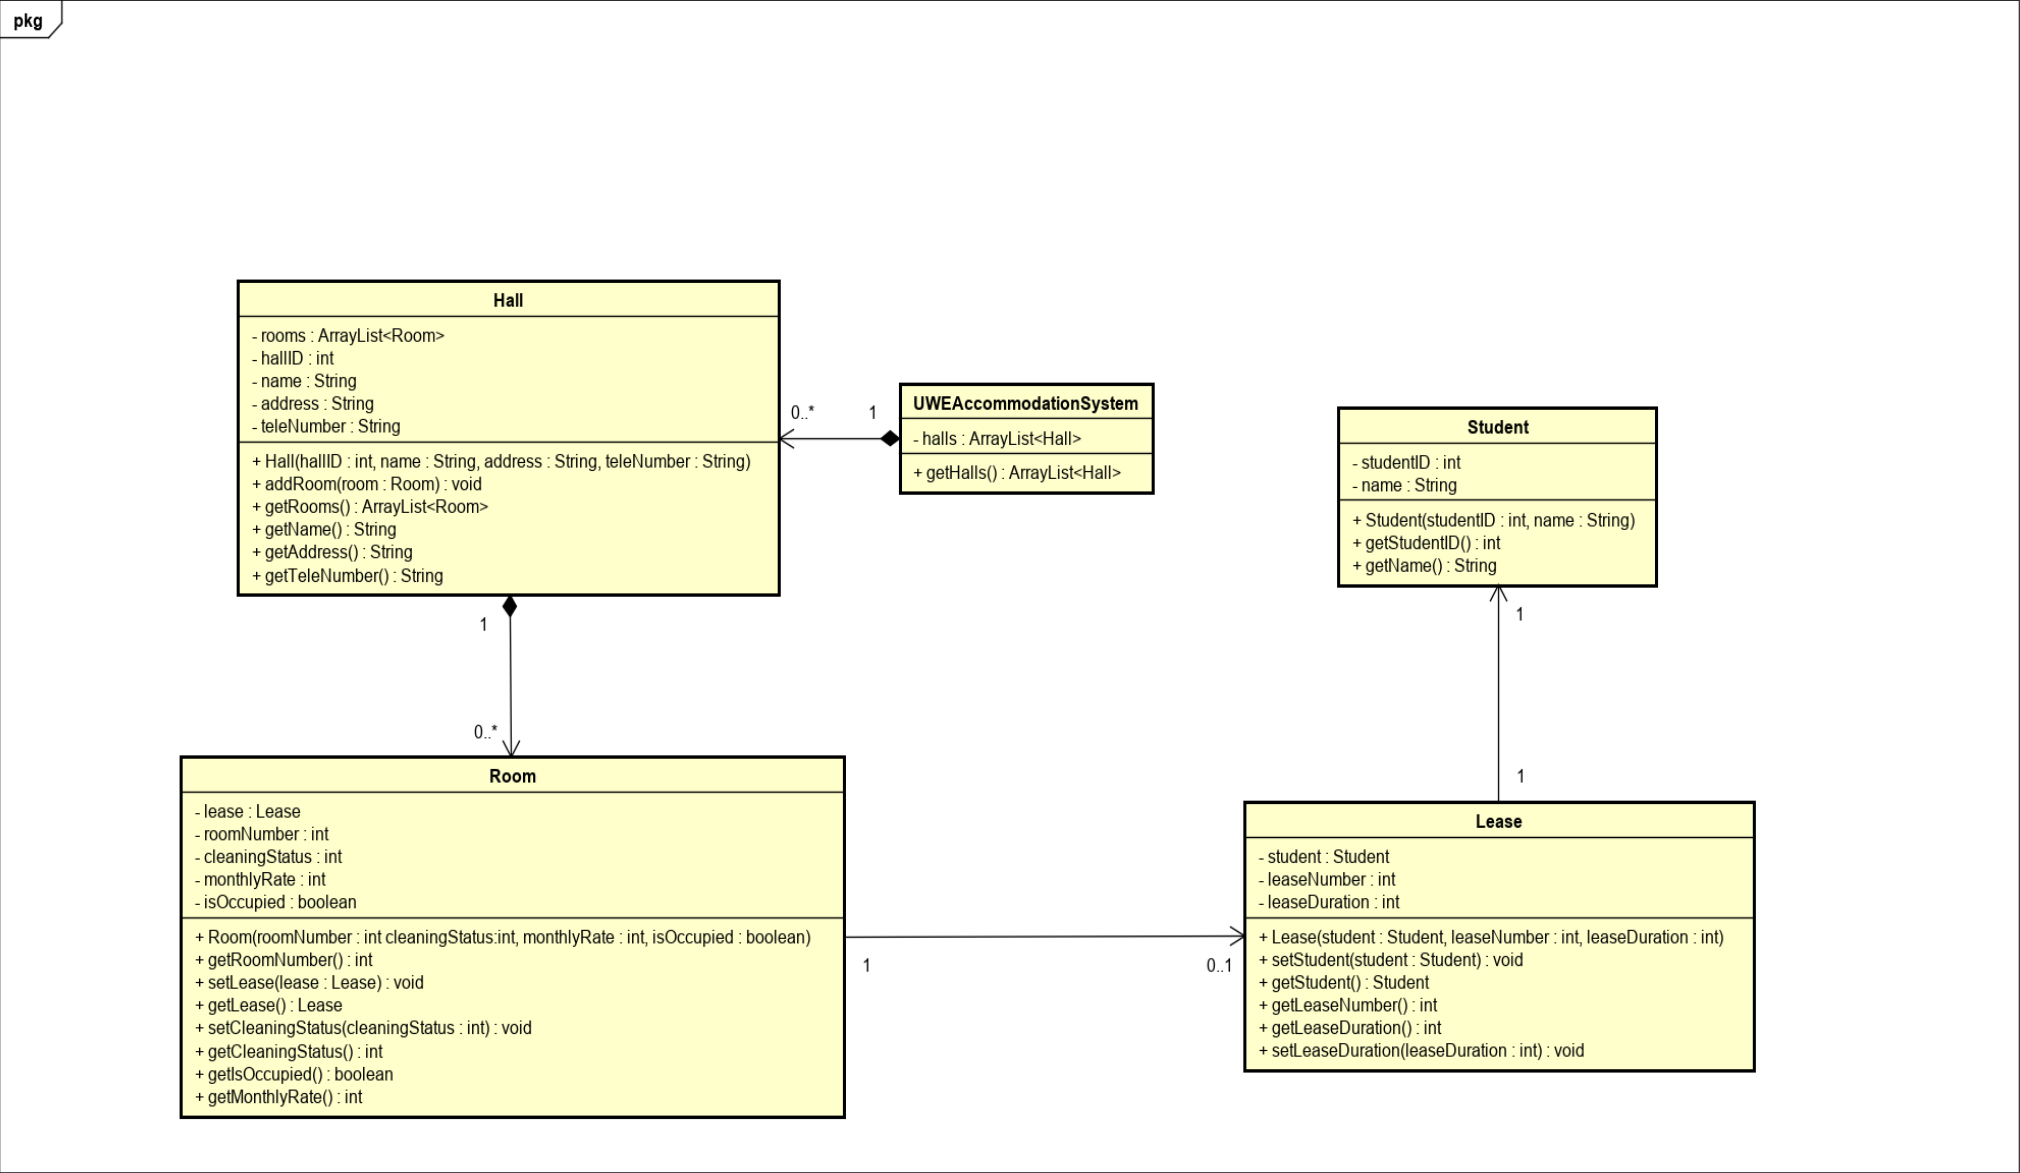 pkg
Hall
- rooms : ArrayList<Room>
- hallID : int
- name : String
- address : String
- teleNumber : String
+ Hall(hallID : int, name : String, address : String, teleNumber : String)
+ addRoom(room : Room) : void
+ getRooms() : ArrayList<Room>
+ getName() : String
+ getAddress() : String
+ getTeleNumber() : String
0..*
1
UWEAccommodationSystem
- halls : ArrayList<Hall>
+ getHalls() : ArrayList<Hall>
Student
- studentID : int
- name : String
+ Student(studentID : int, name : String)
+ getStudentID() : int
+ getName() : String
1
1
0..*
1
Room
- lease : Lease
- roomNumber : int
- cleaningStatus : int
- monthlyRate : int
- isOccupied : boolean
+ Room(roomNumber : int cleaningStatus:int, monthlyRate : int, isOccupied : boolean)
+ getRoomNumber() : int
+ setLease(lease : Lease) : void
+ getLease() : Lease
+ setCleaningStatus(cleaningStatus : int) : void
+ getCleaningStatus() : int
+ getIsOccupied() : boolean
+ getMonthlyRate() : int
1
0..1
Lease
- student : Student
- leaseNumber : int
- leaseDuration : int
+ Lease(student : Student, leaseNumber : int, leaseDuration : int)
+ setStudent(student : Student) : void
+ getStudent() : Student
+ getLeaseNumber() : int
+ getLeaseDuration() : int
+ setLeaseDuration(leaseDuration : int) : void